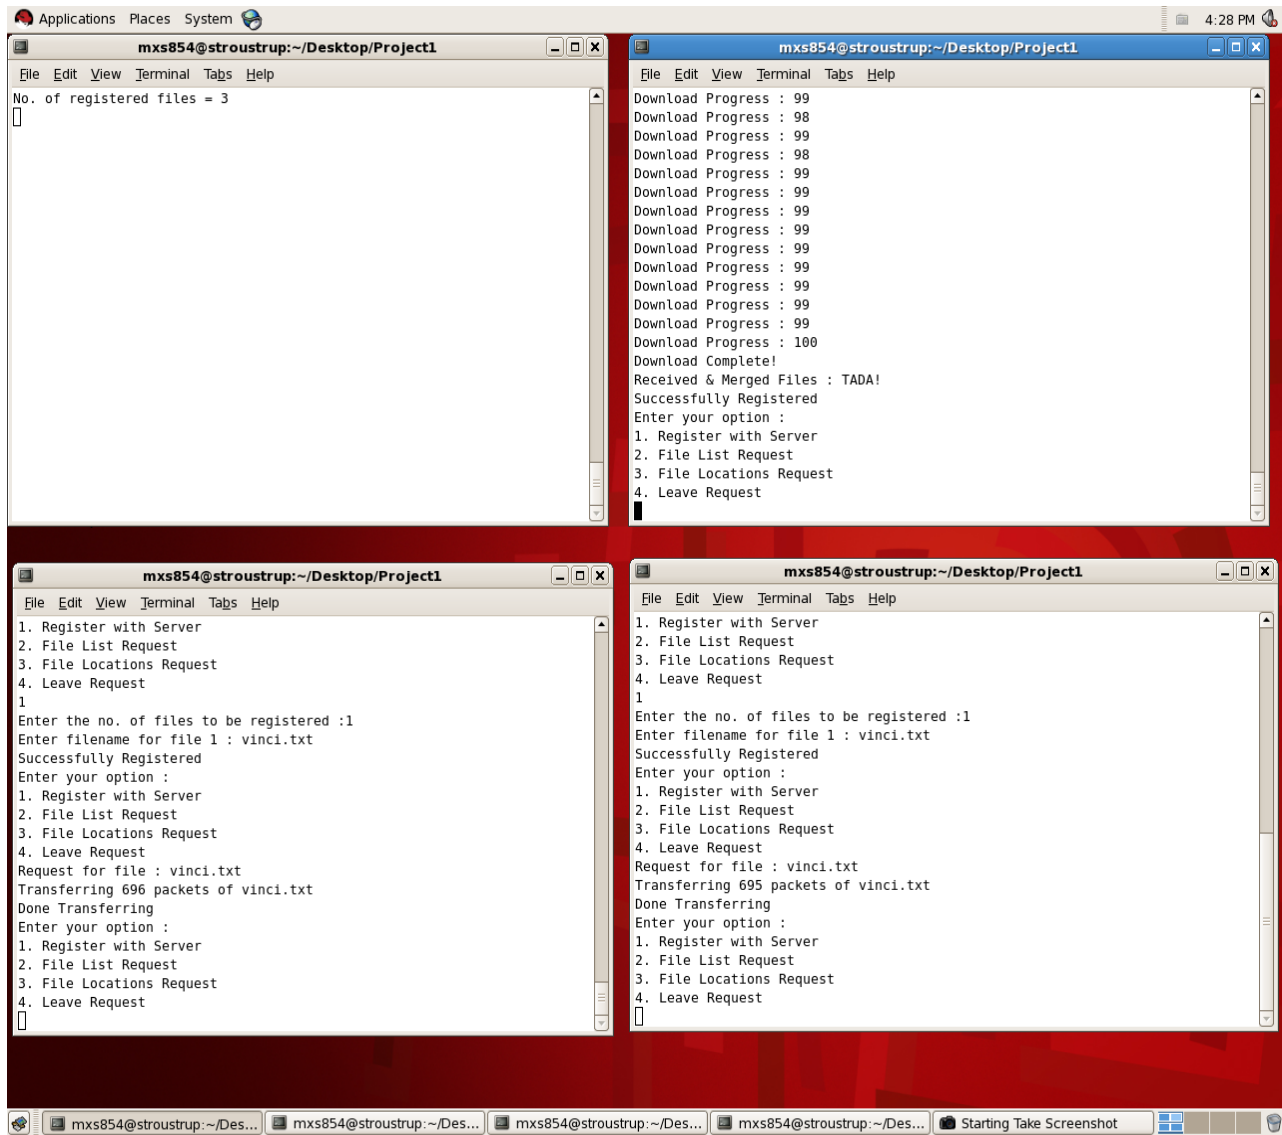 Applications Places System 4:28 PM
mxs854@stroustrup:~/Desktop/Project1
File Edit View Terminal Tabs Help
No. of registered files = 3
mxs854@stroustrup:~/Desktop/Project1
File Edit View Terminal Tabs Help
Download Progress : 99
Download Progress : 98
Download Progress : 99
Download Progress : 98
Download Progress : 99
Download Progress : 99
Download Progress : 99
Download Progress : 99
Download Progress : 99
Download Progress : 99
Download Progress : 99
Download Progress : 99
Download Progress : 99
Download Progress : 100
Download Complete!
Received & Merged Files : TADA!
Successfully Registered
Enter your option :
1. Register with Server
2. File List Request
3. File Locations Request
4. Leave Request
mxs854@stroustrup:~/Desktop/Project1
File Edit View Terminal Tabs Help
1. Register with Server
2. File List Request
3. File Locations Request
4. Leave Request
1
Enter the no. of files to be registered :1
Enter filename for file 1 : vinci.txt
Successfully Registered
Enter your option :
1. Register with Server
2. File List Request
3. File Locations Request
4. Leave Request
Request for file : vinci.txt
Transferring 696 packets of vinci.txt
Done Transferring
Enter your option :
1. Register with Server
2. File List Request
3. File Locations Request
4. Leave Request
mxs854@stroustrup:~/Desktop/Project1
File Edit View Terminal Tabs Help
1. Register with Server
2. File List Request
3. File Locations Request
4. Leave Request
1
Enter the no. of files to be registered :1
Enter filename for file 1 : vinci.txt
Successfully Registered
Enter your option :
1. Register with Server
2. File List Request
3. File Locations Request
4. Leave Request
Request for file : vinci.txt
Transferring 695 packets of vinci.txt
Done Transferring
Enter your option :
1. Register with Server
2. File List Request
3. File Locations Request
4. Leave Request
mxs854@stroustrup:~/Des... mxs854@stroustrup:~/Des... mxs854@stroustrup:~/Des... mxs854@stroustrup:~/Des... Starting Take Screenshot